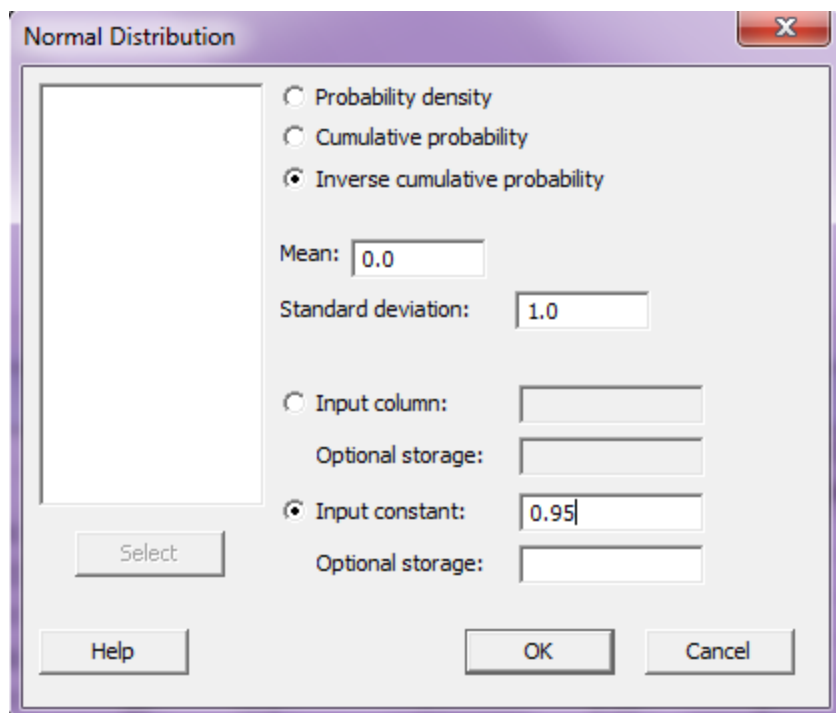 Normal Distribution
x
Probability density
Cumulative probability
Inverse cumulative probability
Mean: 0.0
Standard deviation: 1.0
Input column:
Optional storage:
Input constant: 0.95
Optional storage:
Select
Help OK Cancel